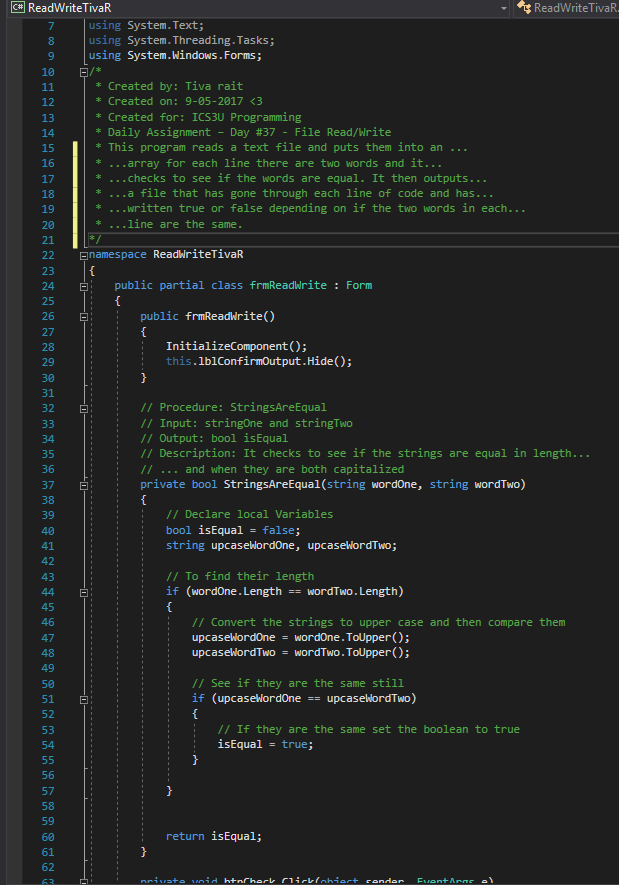 C# ReadWriteTivaR ReadWriteTivaR.
7 using System.Text;
8 using System.Threading.Tasks;
9 using System.Windows.Forms;
10 /*
11 * Created by: Tiva rait
12 * Created on: 9-05-2017 <3
13 * Created for: ICS3U Programming
14 * Daily Assignment – Day #37 - File Read/Write
15 * This program reads a text file and puts them into an ...
16 * ...array for each line there are two words and it...
17 * ...checks to see if the words are equal. It then outputs...
18 * ...a file that has gone through each line of code and has...
19 * ...written true or false depending on if the two words in each...
20 * ...line are the same.
21 */
22 namespace ReadWriteTivaR
23 {
24 public partial class frmReadWrite : Form
25 {
26 public frmReadWrite()
27 {
28 InitializeComponent();
29 this.lblConfirmOutput.Hide();
30 }
31
32 // Procedure: StringsAreEqual
33 // Input: stringOne and stringTwo
34 // Output: bool isEqual
35 // Description: It checks to see if the strings are equal in length...
36 // ... and when they are both capitalized
37 private bool StringsAreEqual(string wordOne, string wordTwo)
38 {
39 // Declare local Variables
40 bool isEqual = false;
41 string upcaseWordOne, upcaseWordTwo;
42
43 // To find their length
44 if (wordOne.Length == wordTwo.Length)
45 {
46 // Convert the strings to upper case and then compare them
47 upcaseWordOne = wordOne.ToUpper();
48 upcaseWordTwo = wordTwo.ToUpper();
49
50 // See if they are the same still
51 if (upcaseWordOne == upcaseWordTwo)
52 {
53 // If they are the same set the boolean to true
54 isEqual = true;
55 }
56
57 }
58
59
60 return isEqual;
61 }
62
63 private void btnCheck_Click(object sender, EventArgs e)